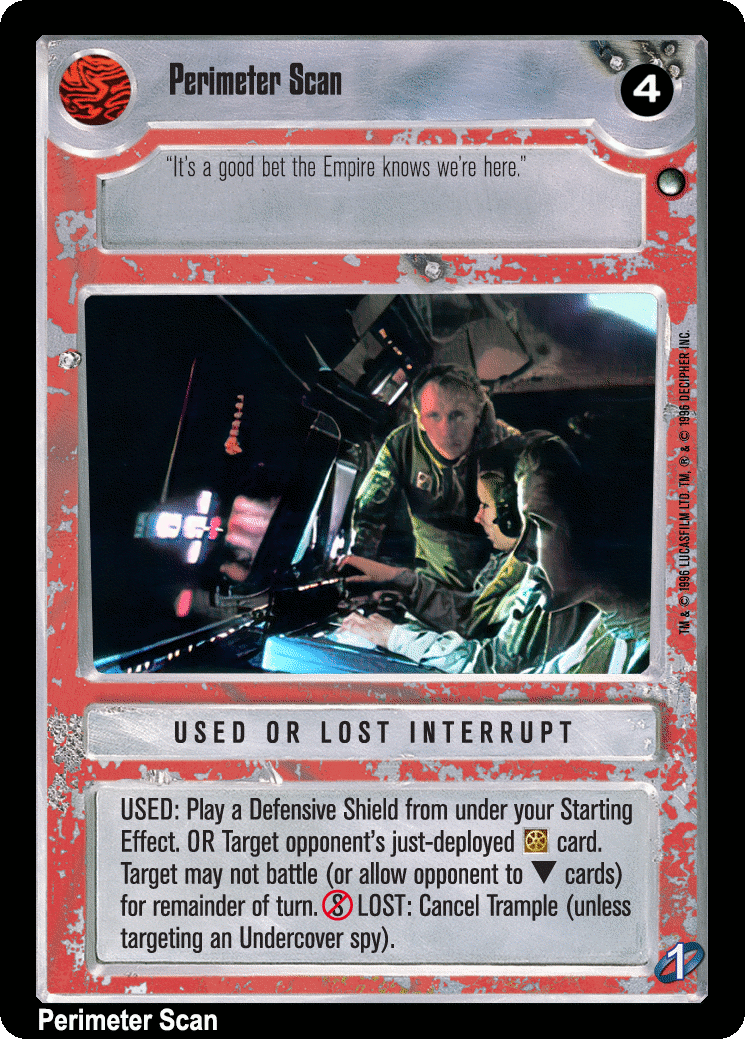 Perimeter Scan
4
“It's a good bet the Empire knows we're here.”
TM & © 1996 LUCASFILM LTD. TM, ® & © 1996 DECIPHER INC.
USED OR LOST INTERRUPT
USED: Play a Defensive Shield from under your Starting
Effect. OR Target opponent's just-deployed card.
Target may not battle (or allow opponent to ▼ cards)
for remainder of turn. 8 LOST: Cancel Trample (unless
targeting an Undercover spy).
1
Perimeter Scan